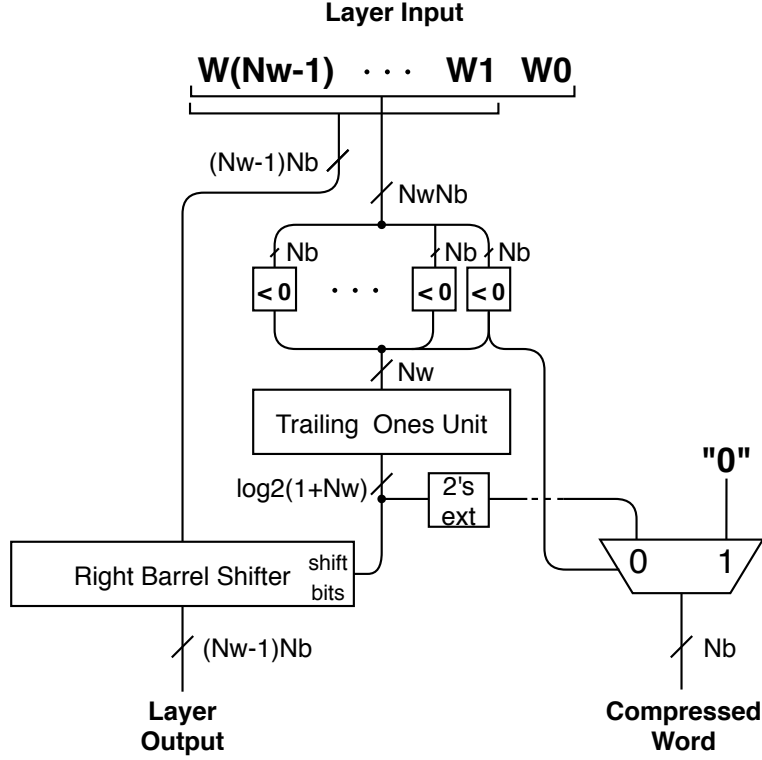 Layer Input
W(Nw-1) · · · W1 W0
(Nw-1)Nb
NwNb
Nb Nb Nb
< 0 · · · < 0 < 0
Nw
Trailing Ones Unit
"0"
log2(1+Nw)
2's
ext
0 1
Right Barrel Shifter
shift
bits
(Nw-1)Nb
Nb
Layer
Output
Compressed
Word